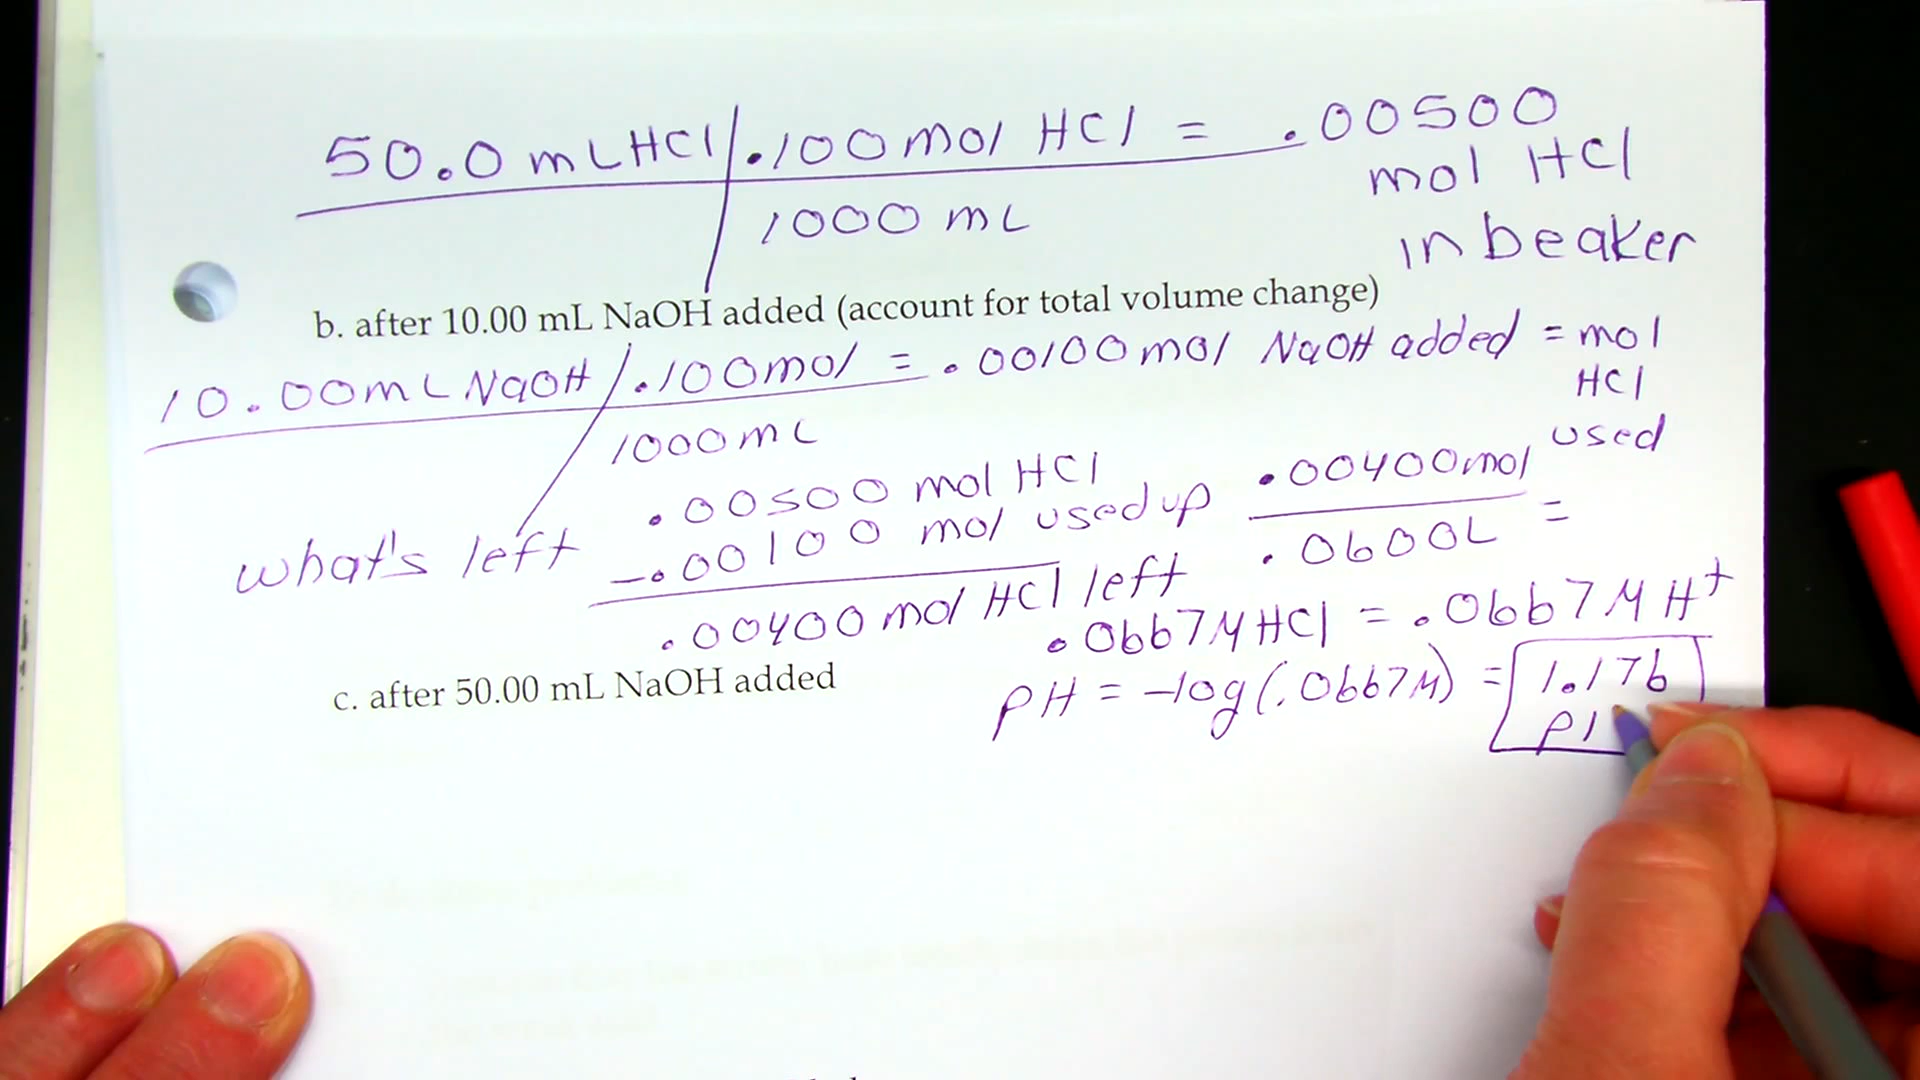 50.0 mL HCl / .100 mol HCl = .00500
1000 mL
mol HCl
in beaker
b. after 10.00 mL NaOH added (account for total volume change)
10.00 mL NaOH / .100 mol = .00100 mol NaOH added = mol
HCl
used
1000 mL
what's left
.00500 mol HCl
-.00100 mol used up
.00400 mol HCl left
.00400 mol
.0600L =
.0667 M HCl = .0667 M H+
c. after 50.00 mL NaOH added
pH = -log(.0667M) = 1.176